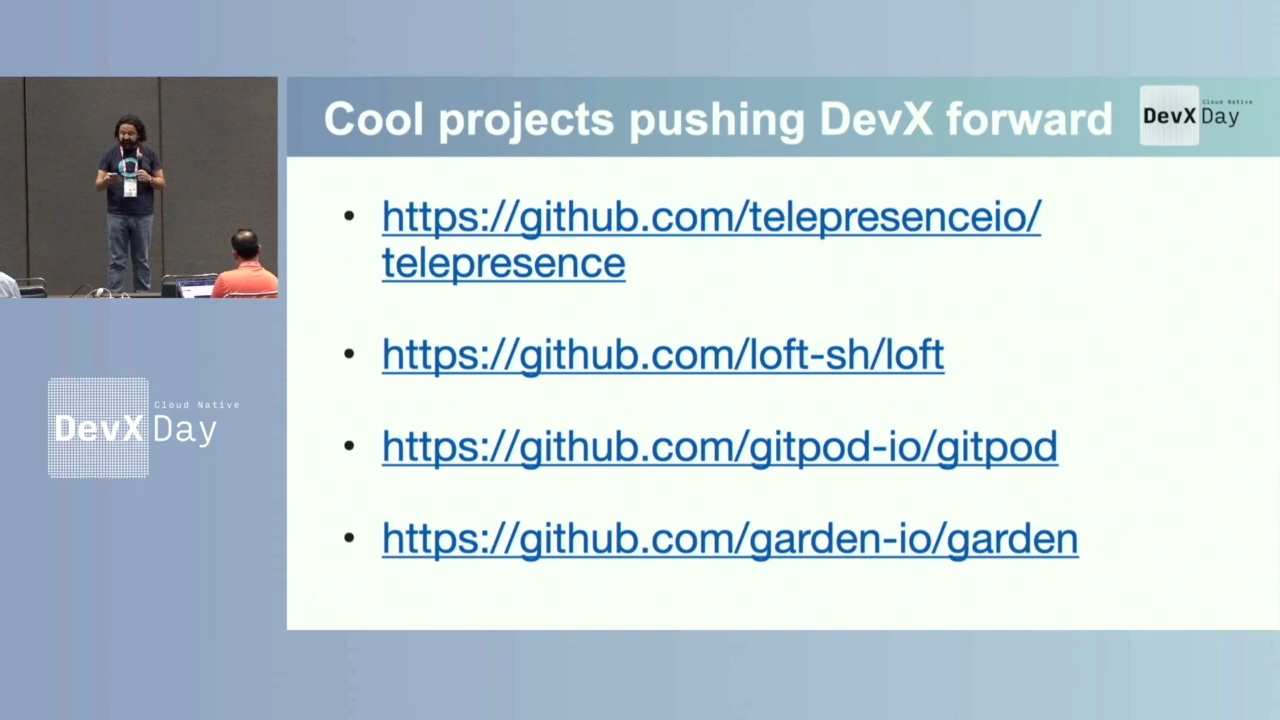 Cool projects pushing DevX forward
Cloud Native
DevX Day
https://github.com/telepresenceio/
telepresence
https://github.com/loft-sh/loft
https://github.com/gitpod-io/gitpod
https://github.com/garden-io/garden
Cloud Native
DevX Day